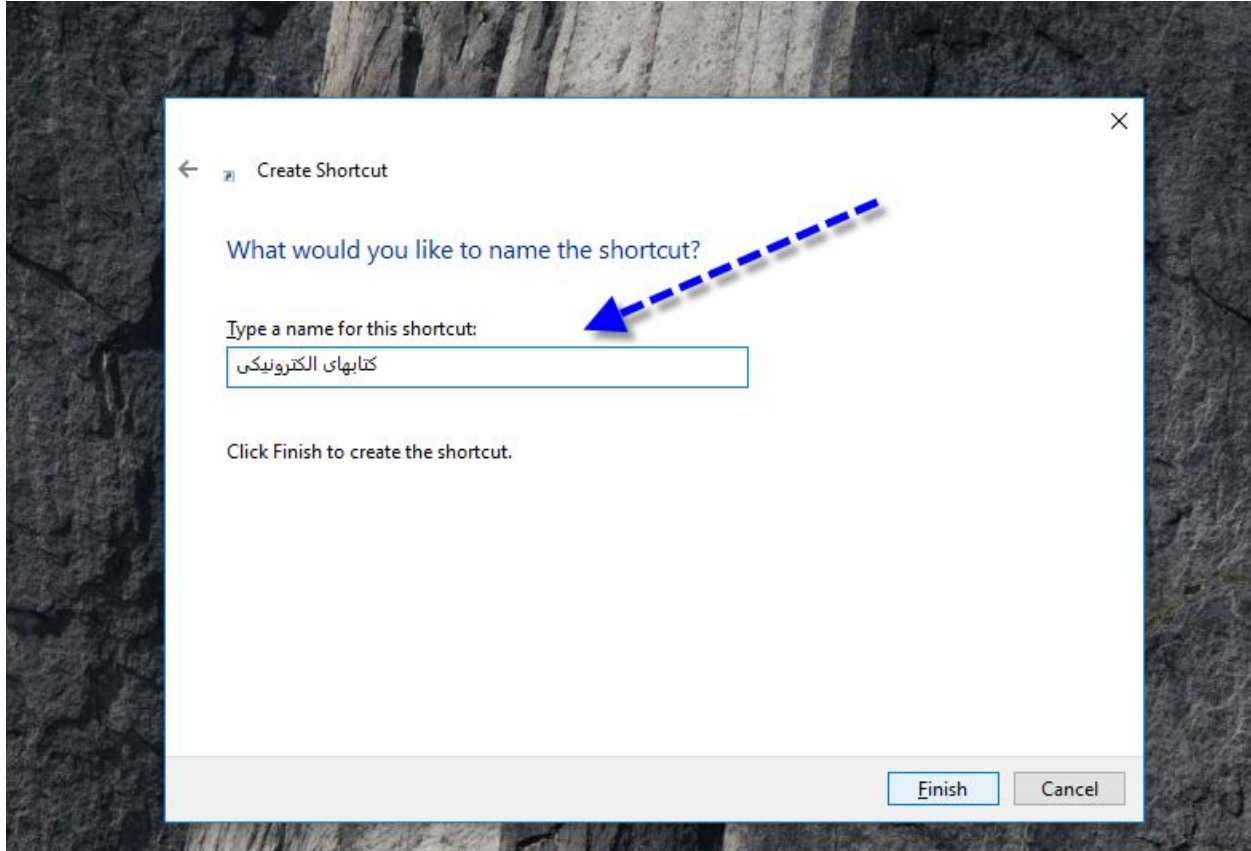 Create Shortcut
What would you like to name the shortcut?
Type a name for this shortcut:
کتابهای الکترونیکی
Click Finish to create the shortcut.
Finish
Cancel